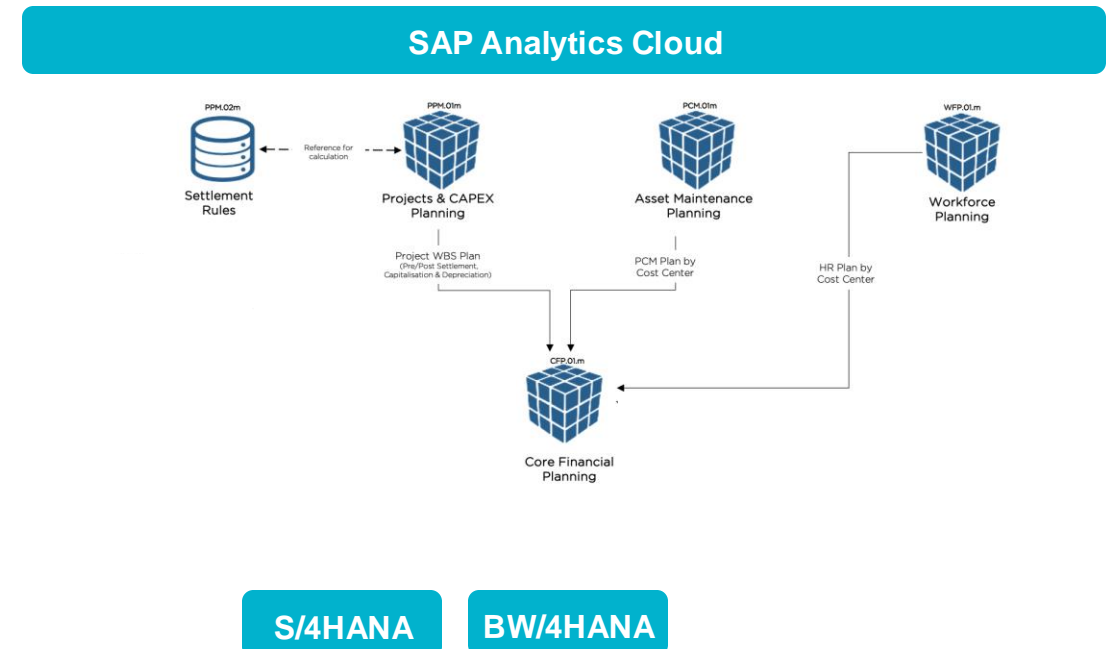 SAP Analytics Cloud
PPM.02m
PPM.01m
PCM.01m
WFP.01.m
Reference for
calculation
Settlement
Rules
Projects & CAPEX
Planning
Asset Maintenance
Planning
Workforce
Planning
Project WBS Plan
(Pre/Post Settlement,
Capitalisation & Depreciation)
PCM Plan by
Cost Center
HR Plan by
Cost Center
CFP.01.m
Core Financial
Planning
S/4HANA
BW/4HANA